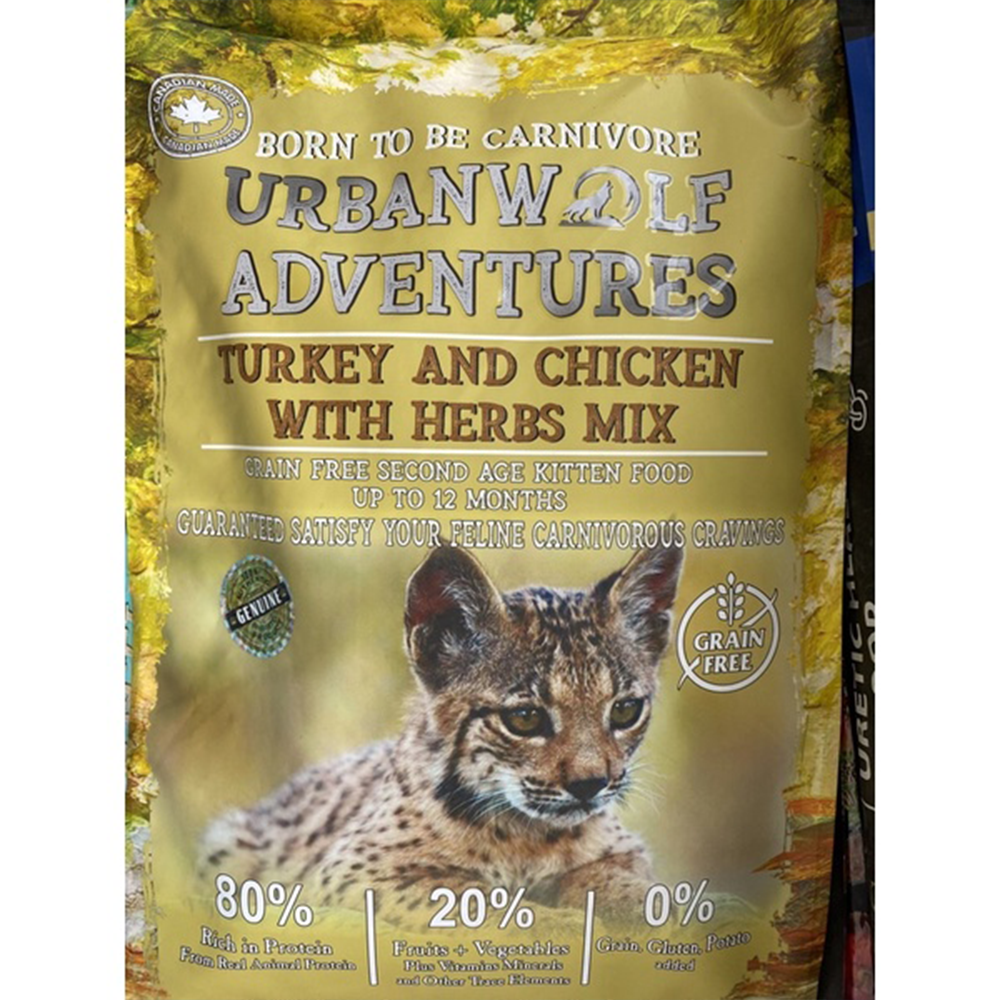 CANADIAN MADE
CANADIAN MADE
BORN TO BE CARNIVORE
URBANWOLF
ADVENTURES
TURKEY AND CHICKEN
WITH HERBS MIX
GRAIN FREE SECOND AGE KITTEN FOOD
UP TO 12 MONTHS
GUARANTEED SATISFY YOUR FELINE CARNIVOROUS CRAVINGS
GENUINE
GRAIN
FREE
80%
Rich in Protein
From Real Animal Protein
20%
Fruits + Vegetables
Plus Vitamins Minerals
and Other Trace Elements
0%
Grain, Gluten, Potato
added